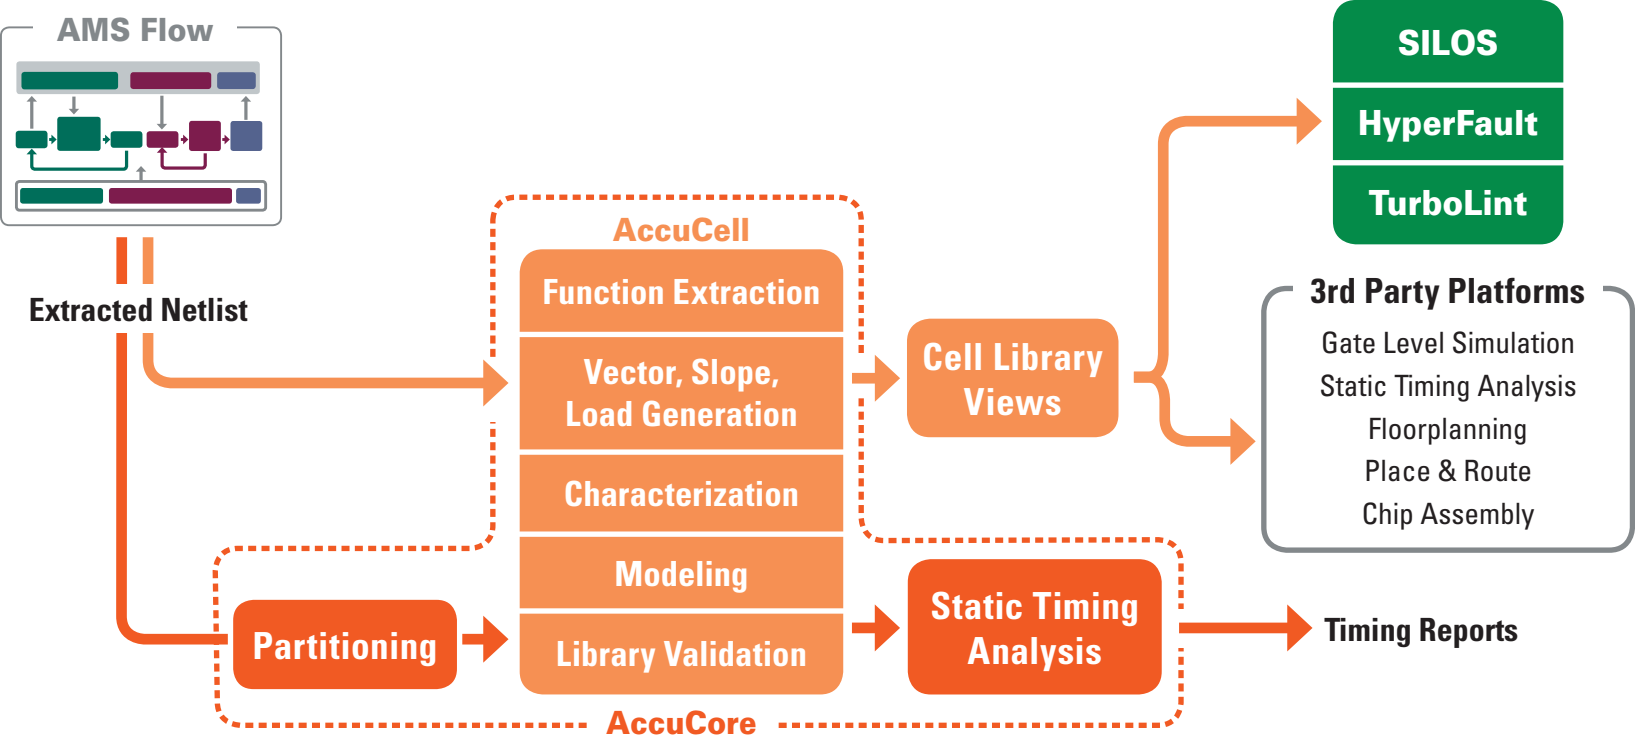 AMS Flow
Extracted Netlist
AccuCell
Function Extraction
Vector, Slope,
Load Generation
Characterization
Modeling
Library Validation
Partitioning
AccuCore
Cell Library
Views
Static Timing
Analysis
SILOS
HyperFault
TurboLint
3rd Party Platforms
Gate Level Simulation
Static Timing Analysis
Floorplanning
Place & Route
Chip Assembly
Timing Reports